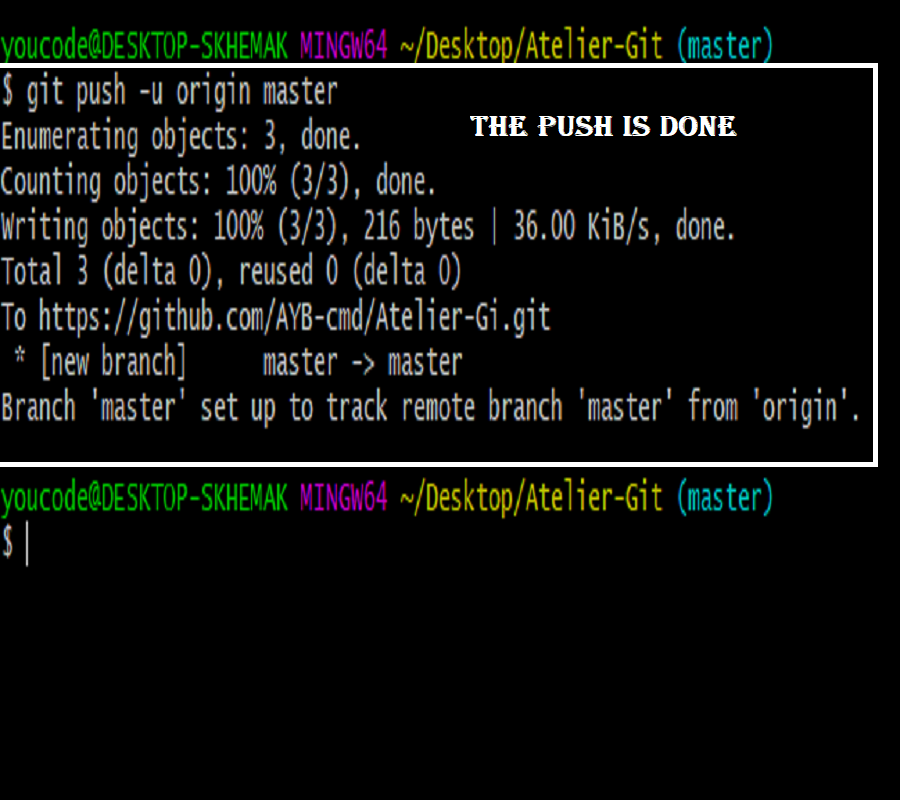 youcode@DESKTOP-SKHEMAK MINGW64 ~/Desktop/Atelier-Git (master)
$ git push -u origin master
THE PUSH IS DONE
Enumerating objects: 3, done.
Counting objects: 100% (3/3), done.
Writing objects: 100% (3/3), 216 bytes | 36.00 KiB/s, done.
Total 3 (delta 0), reused 0 (delta 0)
To https://github.com/AYB-cmd/Atelier-Gi.git
 * [new branch]      master -> master
Branch 'master' set up to track remote branch 'master' from 'origin'.
youcode@DESKTOP-SKHEMAK MINGW64 ~/Desktop/Atelier-Git (master)
$